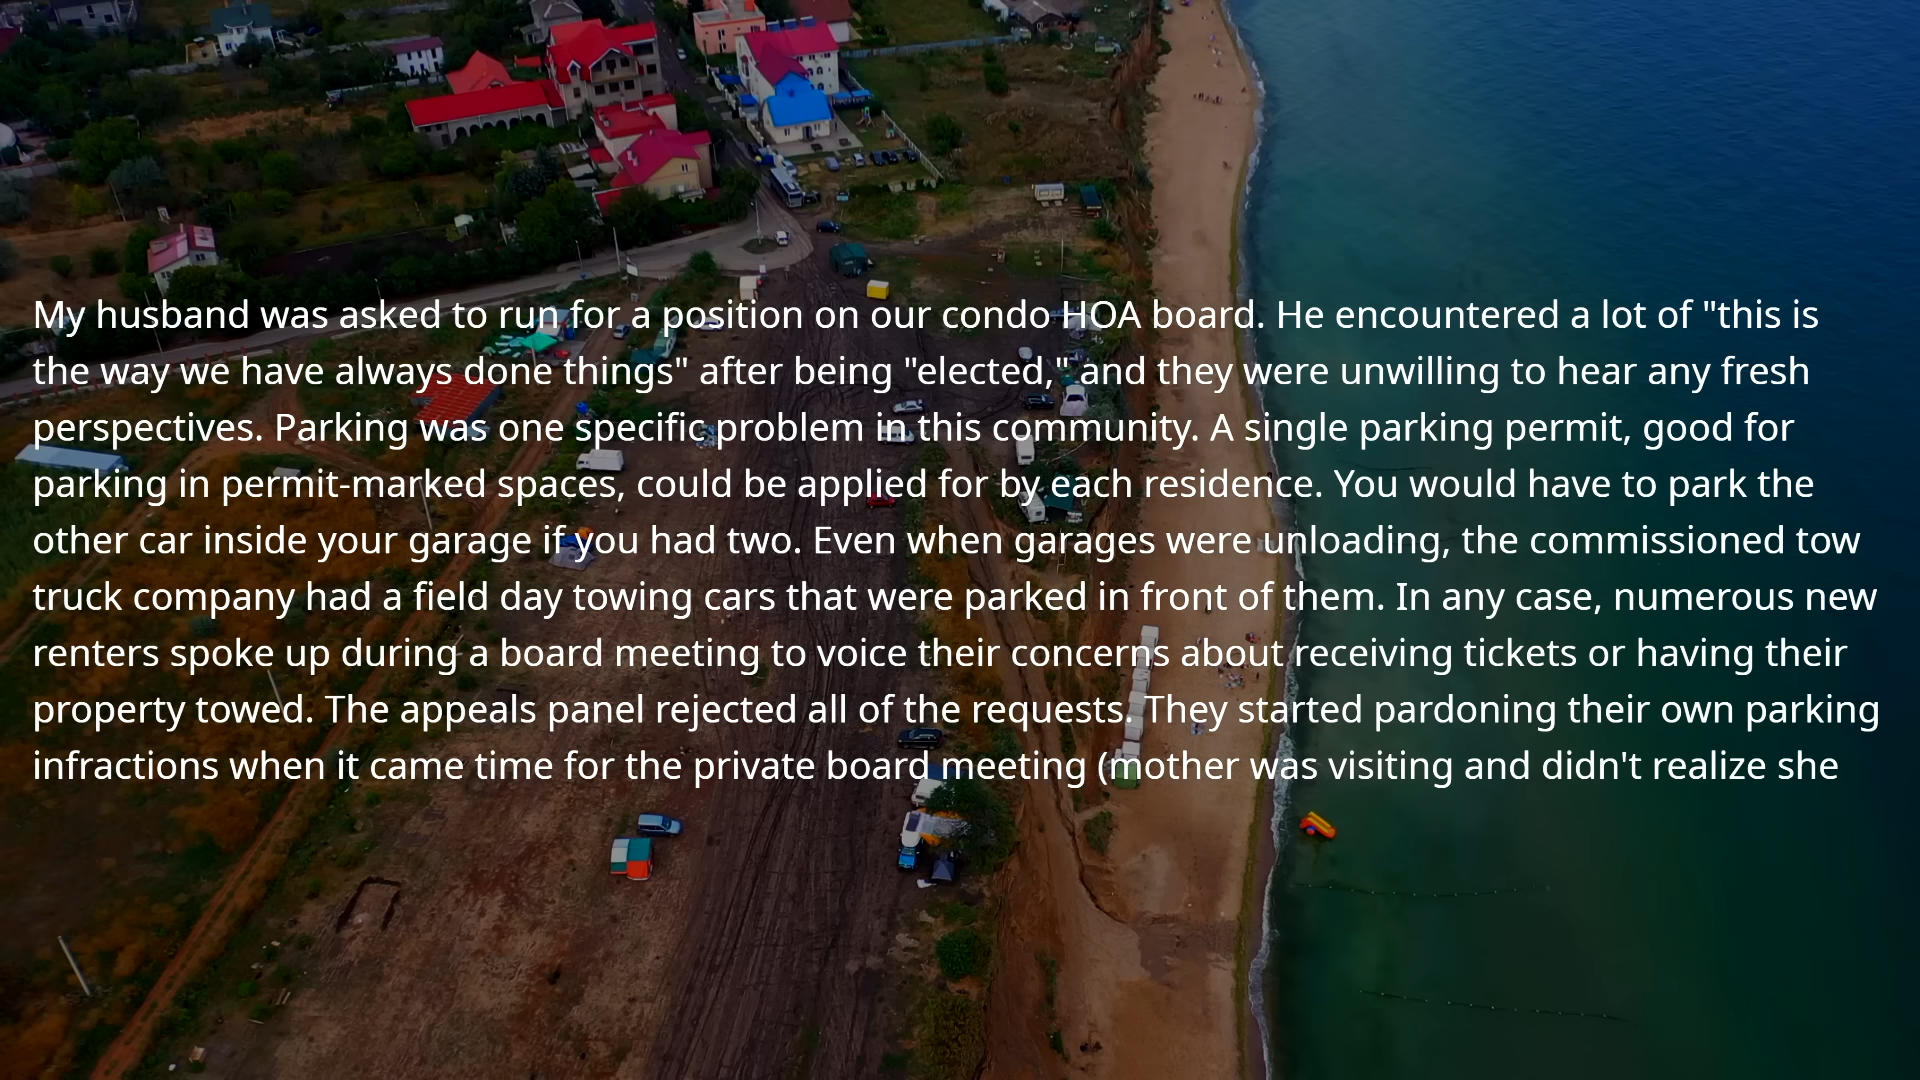 My husband was asked to run for a position on our condo HOA board. He encountered a lot of "this is
the way we have always done things" after being "elected," and they were unwilling to hear any fresh
perspectives. Parking was one specific problem in this community. A single parking permit, good for
parking in permit-marked spaces, could be applied for by each residence. You would have to park the
other car inside your garage if you had two. Even when garages were unloading, the commissioned tow
truck company had a field day towing cars that were parked in front of them. In any case, numerous new
renters spoke up during a board meeting to voice their concerns about receiving tickets or having their
property towed. The appeals panel rejected all of the requests. They started pardoning their own parking
infractions when it came time for the private board meeting (mother was visiting and didn't realize she